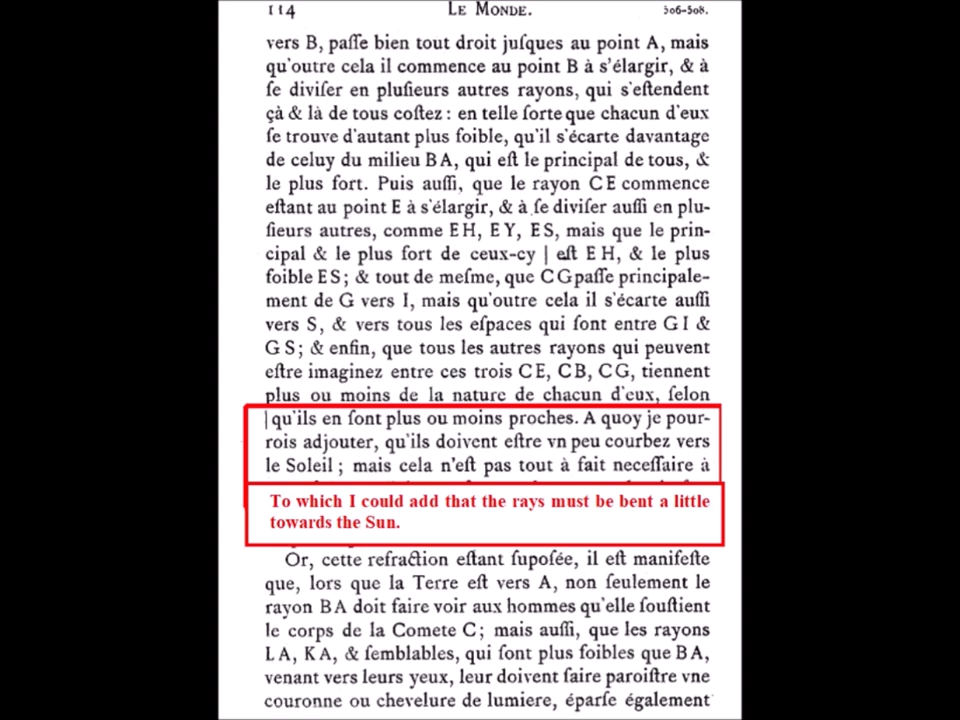 114 LE MONDE. 506-508.
vers B, paſſe bien tout droit juſques au point A, mais
qu'outre cela il commence au point B à s'élargir, & à
ſe diviſer en pluſieurs autres rayons, qui s'eſtendent
çà & là de tous coſtez : en telle ſorte que chacun d'eux
ſe trouve d'autant plus foible, qu'il s'écarte davantage
de celuy du milieu BA, qui eſt le principal de tous, &
le plus fort. Puis auſſi, que le rayon CE commence
eſtant au point E à s'élargir, & à ſe diviſer auſſi en plu-
ſieurs autres, comme EH, EY, ES, mais que le prin-
cipal & le plus fort de ceux-cy | eſt EH, & le plus
foible ES ; & tout de meſme, que CG paſſe principale-
ment de G vers I, mais qu'outre cela il s'écarte auſſi
vers S, & vers tous les eſpaces qui ſont entre GI &
GS ; & enfin, que tous les autres rayons qui peuvent
eſtre imaginez entre ces trois CE, CB, CG, tiennent
plus ou moins de la nature de chacun d'eux, ſelon
| qu'ils en ſont plus ou moins proches. A quoy je pour-
rois adjouter, qu'ils doivent eſtre vn peu courbez vers
le Soleil ; mais cela n'eſt pas tout à fait neceſſaire à
To which I could add that the rays must be bent a little
towards the Sun.
Or, cette refraction eſtant ſupoſée, il eſt manifeſte
que, lors que la Terre eſt vers A, non ſeulement le
rayon BA doit faire voir aux hommes qu'elle ſouſtient
le corps de la Comete C ; mais auſſi, que les rayons
LA, KA, & ſemblables, qui ſont plus foibles que BA,
venant vers leurs yeux, leur doivent faire paroiſtre vne
couronne ou chevelure de lumiere, éparſe également